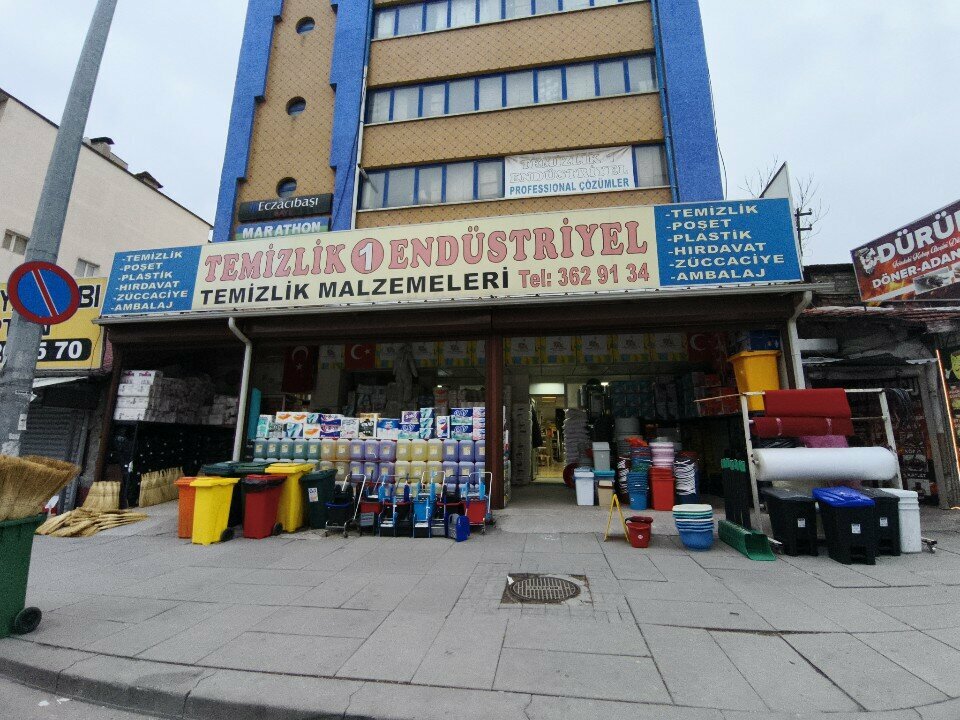 TEMİZLİK
ENDÜSTRİYEL
PROFESSIONAL ÇÖZÜMLER
ECZACIBAŞI
MARATHON
-TEMİZLİK
-POŞET
-PLASTİK
-HIRDAVAT
-ZÜCCACİYE
-AMBALAJ
TEMİZLİK 1 ENDÜSTRİYEL
TEMİZLİK MALZEMELERİ Tel: 362 91 34
-TEMİZLİK
-POŞET
-PLASTİK
-HIRDAVAT
-ZÜCCACİYE
-AMBALAJ
DÜRÜ
DÖNER-ADAN
5 70